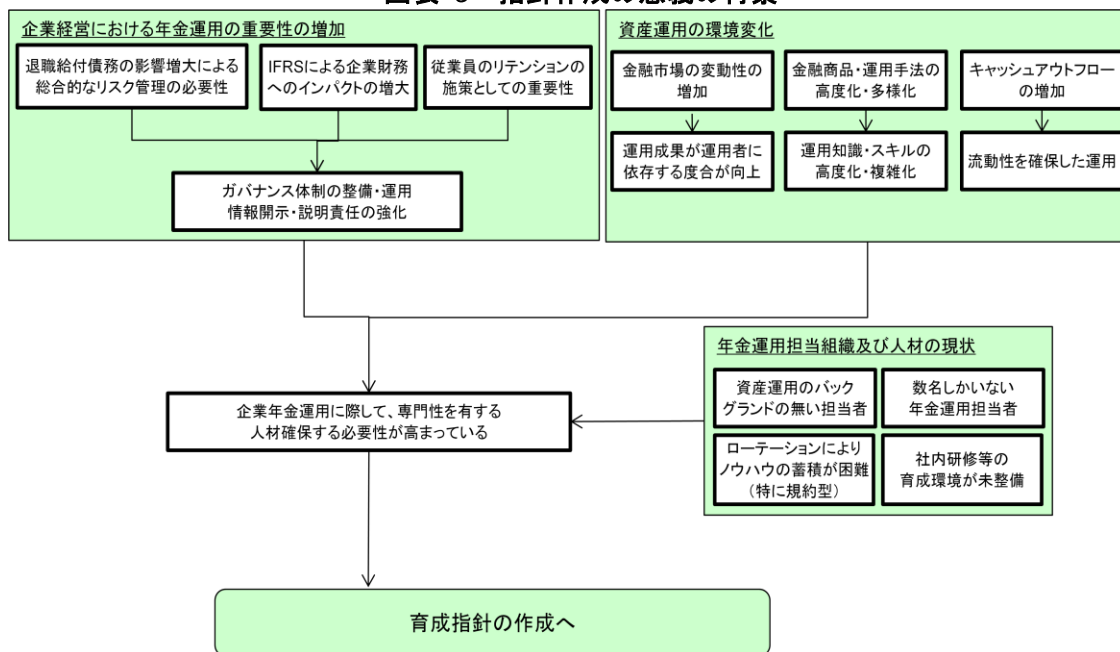 企業経営における年金運用の重要性の増加
退職給付債務の影響増大による
総合的なリスク管理の必要性
IFRSによる企業財務
へのインパクトの増大
従業員のリテンションの
施策としての重要性
ガバナンス体制の整備・運用
情報開示・説明責任の強化
資産運用の環境変化
金融市場の変動性の
増加
金融商品・運用手法の
高度化・多様化
キャッシュアウトフロー
の増加
運用成果が運用者に
依存する度合が向上
運用知識・スキルの
高度化・複雑化
流動性を確保した運用
年金運用担当組織及び人材の現状
資産運用のバック
グランドの無い担当者
数名しかいない
年金運用担当者
ローテーションにより
ノウハウの蓄積が困難
（特に規約型）
社内研修等の
育成環境が未整備
企業年金運用に際して、専門性を有する
人材確保する必要性が高まっている
育成指針の作成へ